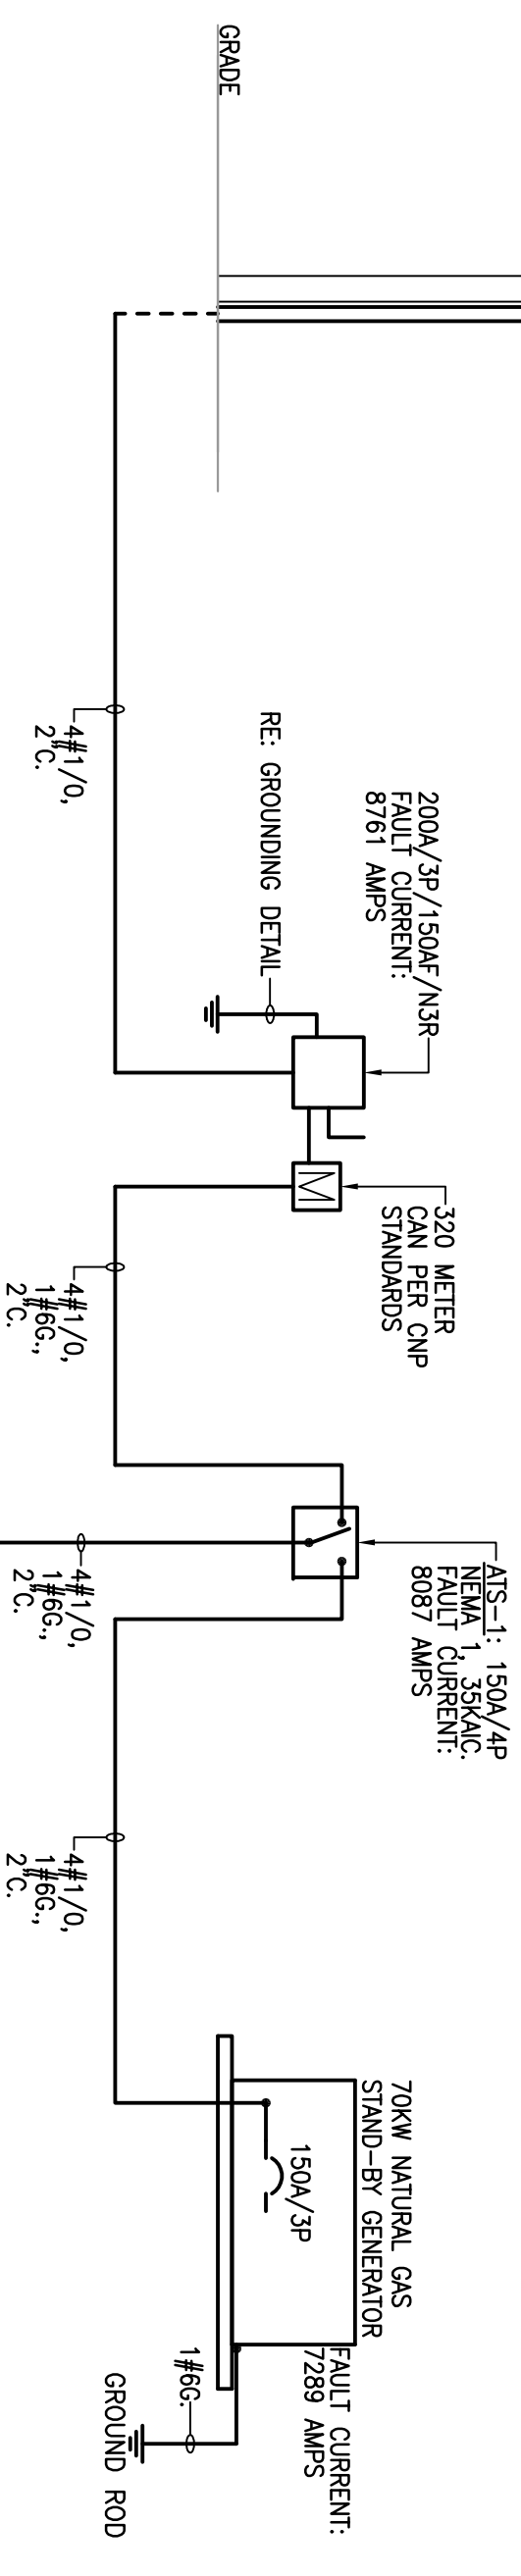 GRADE
4#1/0,
2"C.
RE: GROUNDING DETAIL
200A/3P/150AF/N3R
FAULT CURRENT:
8761 AMPS
320 METER
CAN PER CNP
STANDARDS
4#1/0,
1#6G.,
2"C.
ATS-1: 150A/4P
NEMA 1, 35KAIC.
FAULT CURRENT:
8087 AMPS
4#1/0,
1#6G.,
2"C.
4#1/0,
1#6G.,
2"C.
70KW NATURAL GAS
STAND-BY GENERATOR
150A/3P
FAULT CURRENT:
7289 AMPS
1#6G.
GROUND ROD